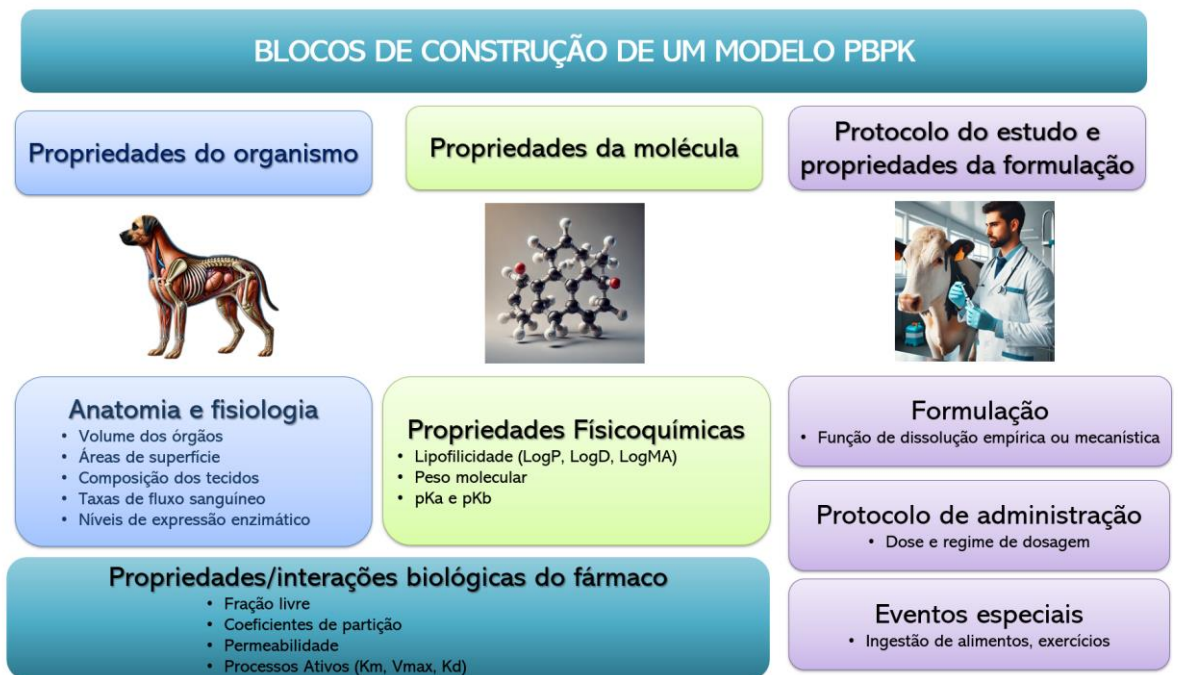 BLOCOS DE CONSTRUÇÃO DE UM MODELO PBPK
Propriedades do organismo
Propriedades da molécula
Protocolo do estudo e
propriedades da formulação
Anatomia e fisiologia
• Volume dos órgãos
• Áreas de superfície
• Composição dos tecidos
• Taxas de fluxo sanguíneo
• Níveis de expressão enzimático
Propriedades Físicoquímicas
• Lipofilicidade (LogP, LogD, LogMA)
• Peso molecular
• pKa e pKb
Propriedades/interações biológicas do fármaco
• Fração livre
• Coeficientes de partição
• Permeabilidade
• Processos Ativos (Km, Vmax, Kd)
Formulação
• Função de dissolução empírica ou mecanística
Protocolo de administração
• Dose e regime de dosagem
Eventos especiais
• Ingestão de alimentos, exercícios